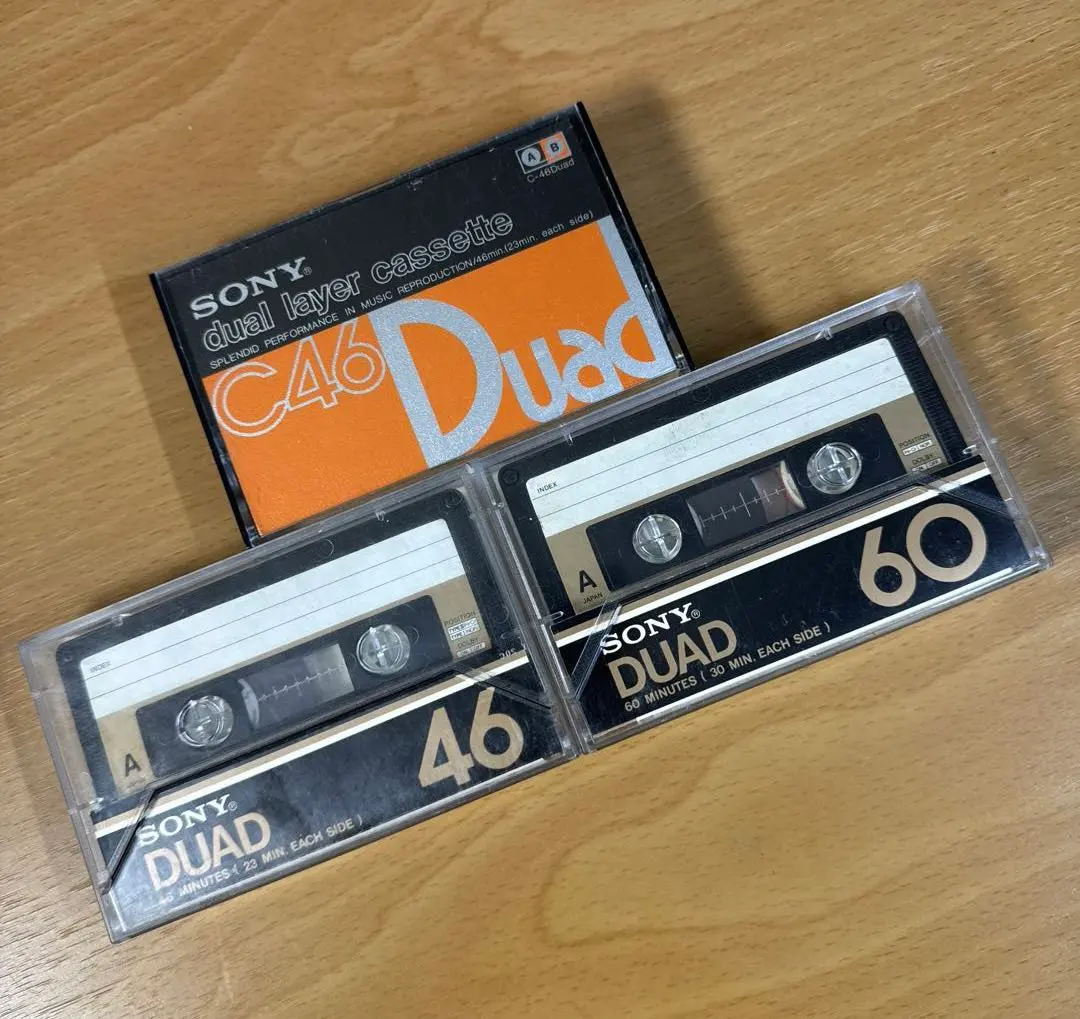 A B
C-46Duad
SONY®
dual layer cassette
SPLENDID PERFORMANCE IN MUSIC REPRODUCTION/46min.(23min. each side)
C46 Duad
INDEX
POSITION
DOLBY
A
JAPAN
60
SONY®
DUAD
60 MINUTES ( 30 MIN. EACH SIDE )
INDEX
POSITION
DOLBY
A
46
SONY®
DUAD
MINUTES ( 23 MIN. EACH SIDE )